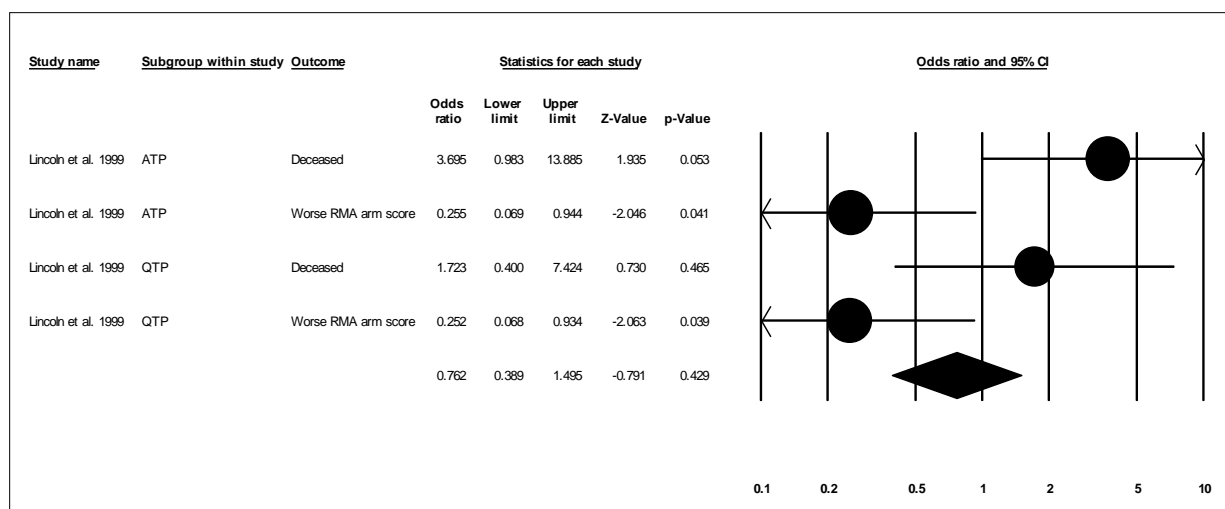 Study name Subgroup within study Outcome Statistics for each study Odds ratio and 95% CI
Odds ratio Lower limit Upper limit Z-Value p-Value
Lincoln et al. 1999 ATP Deceased 3.695 0.983 13.885 1.935 0.053
Lincoln et al. 1999 ATP Worse RMA arm score 0.255 0.069 0.944 -2.046 0.041
Lincoln et al. 1999 QTP Deceased 1.723 0.400 7.424 0.730 0.465
Lincoln et al. 1999 QTP Worse RMA arm score 0.252 0.068 0.934 -2.063 0.039
0.762 0.389 1.495 -0.791 0.429
0.1 0.2 0.5 1 2 5 10